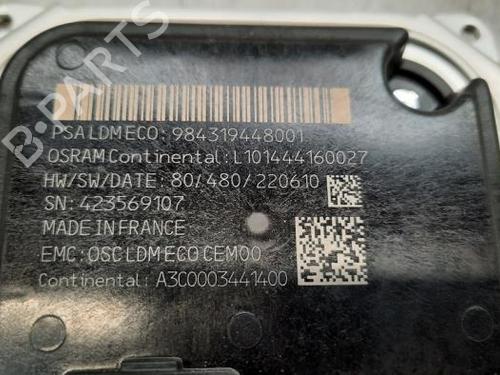 B-PARTS
PSA LDM ECO: 984319448001
OSRAM Continental: L101444160027
HW/SW/DATE: 80/480/220610
SN: 423569107
MADE IN FRANCE
EMC: OSC LDM ECO CEM00
Continental: A3C0003441400